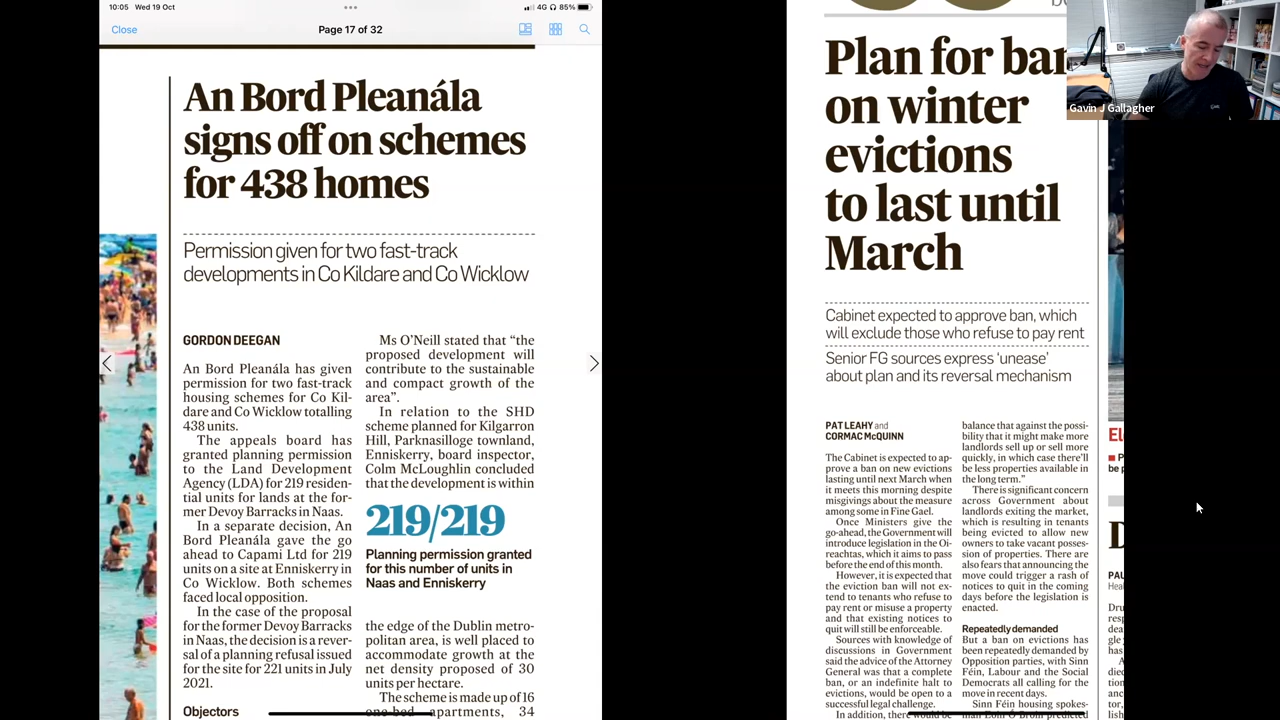 10:05 Wed 19 Oct
4G 85%
Close
Page 17 of 32
An Bord Pleanála
signs off on schemes
for 438 homes
Permission given for two fast-track
developments in Co Kildare and Co Wicklow
GORDON DEEGAN
An Bord Pleanála has given
permission for two fast-track
housing schemes for Co Kil-
dare and Co Wicklow totalling
438 units.
The appeals board has
granted planning permission
to the Land Development
Agency (LDA) for 219 residen-
tial units for lands at the for-
mer Devoy Barracks in Naas.
In a separate decision, An
Bord Pleanála gave the go
ahead to Capami Ltd for 219
units on a site at Enniskerry in
Co Wicklow. Both schemes
faced local opposition.
In the case of the proposal
for the former Devoy Barracks
in Naas, the decision is a rever-
sal of a planning refusal issued
for the site for 221 units in July
2021.
Objectors
Ms O'Neill stated that “the
proposed development will
contribute to the sustainable
and compact growth of the
area”.
In relation to the SHD
scheme planned for Kilgarron
Hill, Parknasilloge townland,
Enniskerry, board inspector,
Colm McLoughlin concluded
that the development is within
219/219
Planning permission granted
for this number of units in
Naas and Enniskerry
the edge of the Dublin metro-
politan area, is well placed to
accommodate growth at the
net density proposed of 30
units per hectare.
The scheme is made up of 16
one-bed apartments, 34
Plan for ban
on winter
evictions
to last until
March
Cabinet expected to approve ban, which
will exclude those who refuse to pay rent
Senior FG sources express ‘unease’
about plan and its reversal mechanism
PAT LEAHY and
CORMAC McQUINN
The Cabinet is expected to ap-
prove a ban on new evictions
lasting until next March when
it meets this morning despite
misgivings about the measure
among some in Fine Gael.
Once Ministers give the
go-ahead, the Government will
introduce legislation in the Oi-
reachtas, which it aims to pass
before the end of this month.
However, it is expected that
the eviction ban will not ex-
tend to tenants who refuse to
pay rent or misuse a property
and that existing notices to
quit will still be enforceable.
Sources with knowledge of
discussions in Government
said the advice of the Attorney
General was that a complete
ban, or an indefinite halt to
evictions, would be open to a
successful legal challenge.
In addition, there would be
balance that against the possi-
bility that it might make more
landlords sell up or sell more
quickly, in which case there'll
be less properties available in
the long term.”
There is significant concern
across Government about
landlords exiting the market,
which is resulting in tenants
being evicted to allow new
owners to take vacant posses-
sion of properties. There are
also fears that announcing the
move could trigger a rash of
notices to quit in the coming
days before the legislation is
enacted.
Repeatedly demanded
But a ban on evictions has
been repeatedly demanded by
Opposition parties, with Sinn
Féin, Labour and the Social
Democrats all calling for the
move in recent days.
Sinn Féin housing spokes-
man Eoin Ó Broin predicted
Gavin J Gallagher